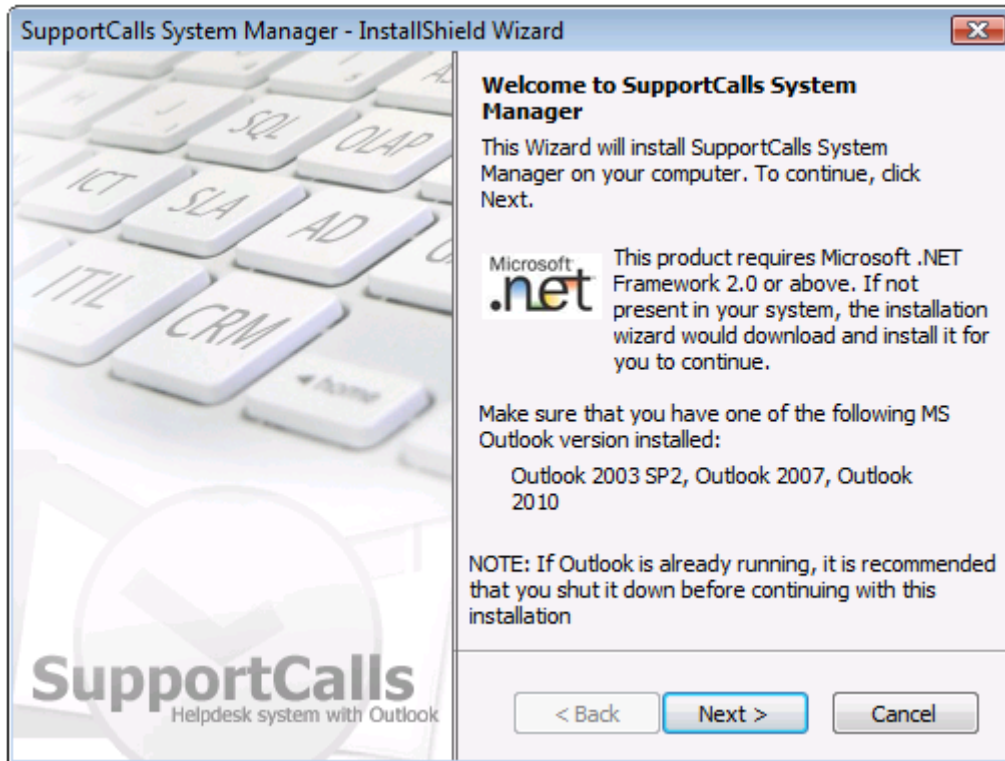 SupportCalls System Manager - InstallShield Wizard
SQL
OLAP
ICT
SLA
AD
ITIL
CRM
home
Welcome to SupportCalls System
Manager
This Wizard will install SupportCalls System
Manager on your computer. To continue, click
Next.
Microsoft
.net
This product requires Microsoft .NET
Framework 2.0 or above. If not
present in your system, the installation
wizard would download and install it for
you to continue.
Make sure that you have one of the following MS
Outlook version installed:
Outlook 2003 SP2, Outlook 2007, Outlook
2010
NOTE: If Outlook is already running, it is recommended
that you shut it down before continuing with this
installation
SupportCalls
Helpdesk system with Outlook
< Back
Next >
Cancel